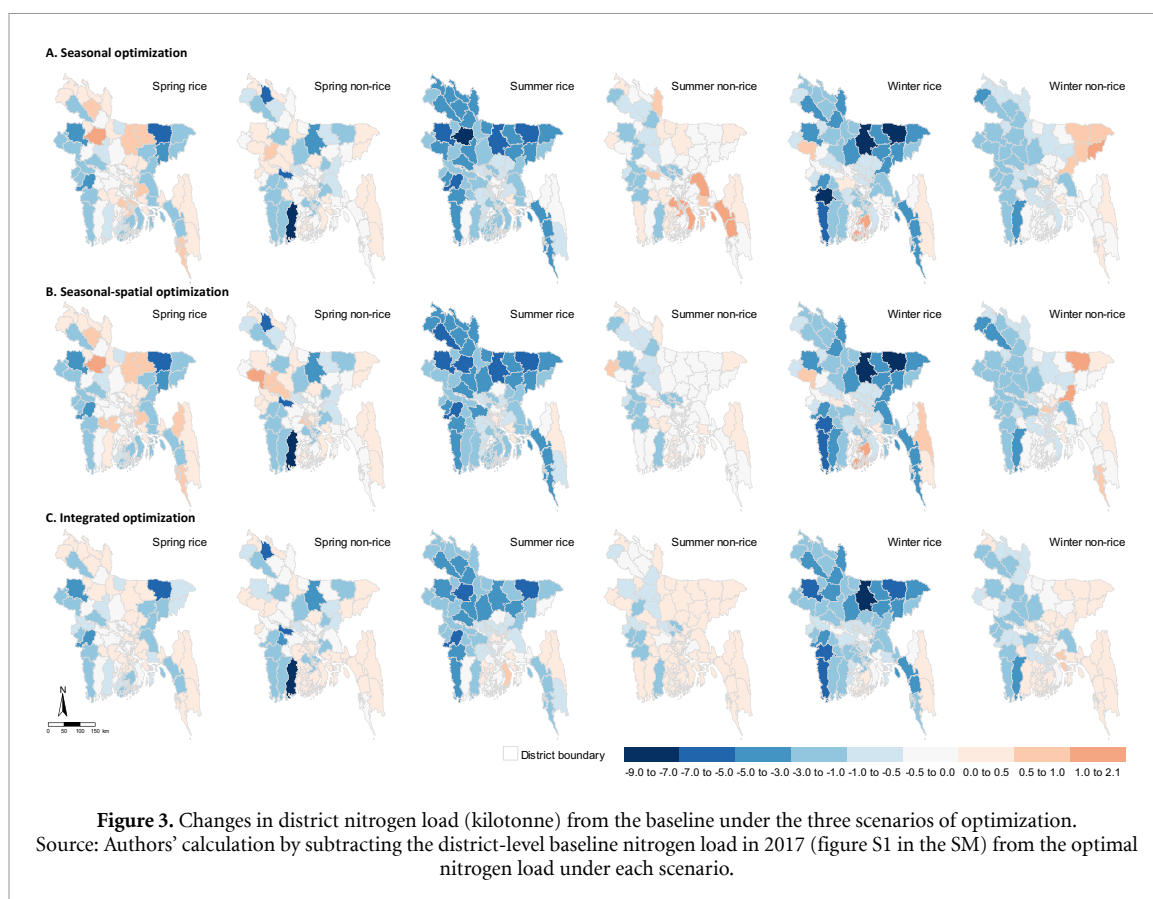 A. Seasonal optimization
Spring rice
Spring non-rice
Summer rice
Summer non-rice
Winter rice
Winter non-rice
B. Seasonal-spatial optimization
Spring rice
Spring non-rice
Summer rice
Summer non-rice
Winter rice
Winter non-rice
C. Integrated optimization
Spring rice
Spring non-rice
Summer rice
Summer non-rice
Winter rice
Winter non-rice
N
0 50 100 150 km
District boundary
-9.0 to -7.0 -7.0 to -5.0 -5.0 to -3.0 -3.0 to -1.0 -1.0 to -0.5 -0.5 to 0.0 0.0 to 0.5 0.5 to 1.0 1.0 to 2.1
Figure 3. Changes in district nitrogen load (kilotonne) from the baseline under the three scenarios of optimization.
Source: Authors' calculation by subtracting the district-level baseline nitrogen load in 2017 (figure S1 in the SM) from the optimal
nitrogen load under each scenario.